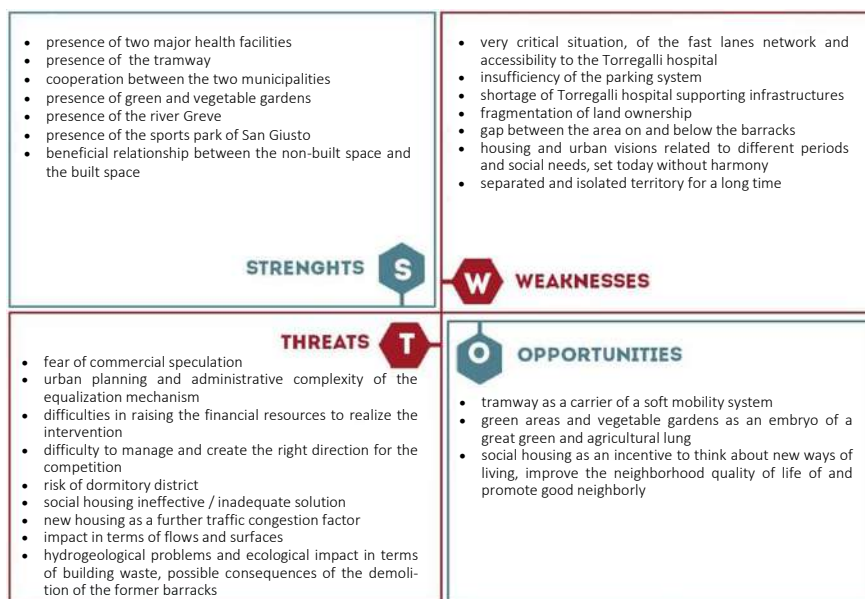 • presence of two major health facilities
• presence of the tramway
• cooperation between the two municipalities
• presence of green and vegetable gardens
• presence of the river Greve
• presence of the sports park of San Giusto
• beneficial relationship between the non-built space and
the built space
STRENGHTS
S
• very critical situation, of the fast lanes network and
accessibility to the Torregalli hospital
• insufficiency of the parking system
• shortage of Torregalli hospital supporting infrastructures
• fragmentation of land ownership
• gap between the area on and below the barracks
• housing and urban visions related to different periods
and social needs, set today without harmony
• separated and isolated territory for a long time
W
WEAKNESSES
THREATS
T
• fear of commercial speculation
• urban planning and administrative complexity of the
equalization mechanism
• difficulties in raising the financial resources to realize the
intervention
• difficulty to manage and create the right direction for the
competition
• risk of dormitory district
• social housing ineffective / inadequate solution
• new housing as a further traffic congestion factor
• impact in terms of flows and surfaces
• hydrogeological problems and ecological impact in terms
of building waste, possible consequences of the demoli-
tion of the former barracks
O
OPPORTUNITIES
• tramway as a carrier of a soft mobility system
• green areas and vegetable gardens as an embryo of a
great green and agricultural lung
• social housing as an incentive to think about new ways of
living, improve the neighborhood quality of life of and
promote good neighborly